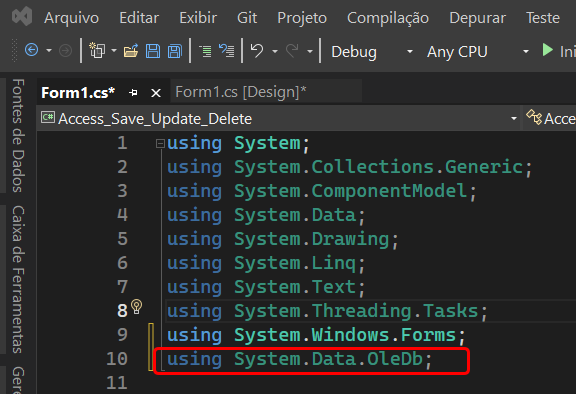 Arquivo Editar Exibir Git Projeto Compilação Depurar Teste
Debug Any CPU Ini
Form1.cs* Form1.cs [Design]*
C# Access_Save_Update_Delete Acce
Fontes de Dados
Caixa de Ferramentas
Gere
1 using System;
2 using System.Collections.Generic;
3 using System.ComponentModel;
4 using System.Data;
5 using System.Drawing;
6 using System.Linq;
7 using System.Text;
8 using System.Threading.Tasks;
9 using System.Windows.Forms;
10 using System.Data.OleDb;
11